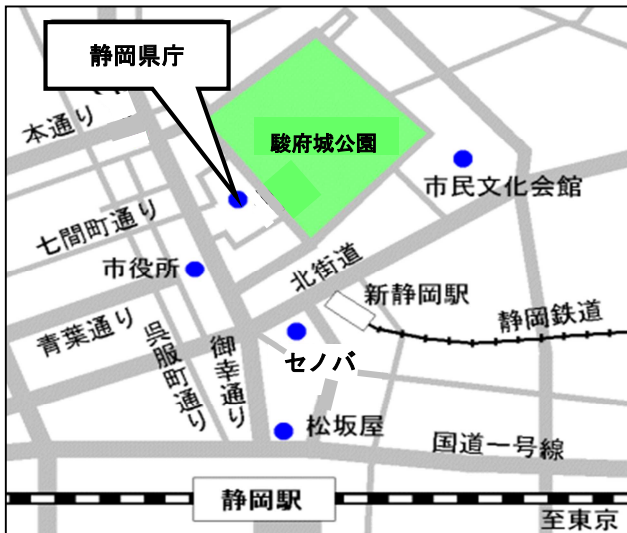 静岡県庁
本通り
駿府城公園
市民文化会館
七間町通り
市役所
北街道
新静岡駅
静岡鉄道
青葉通り
呉服町通り
御幸通り
セノバ
松坂屋
国道一号線
静岡駅
至東京